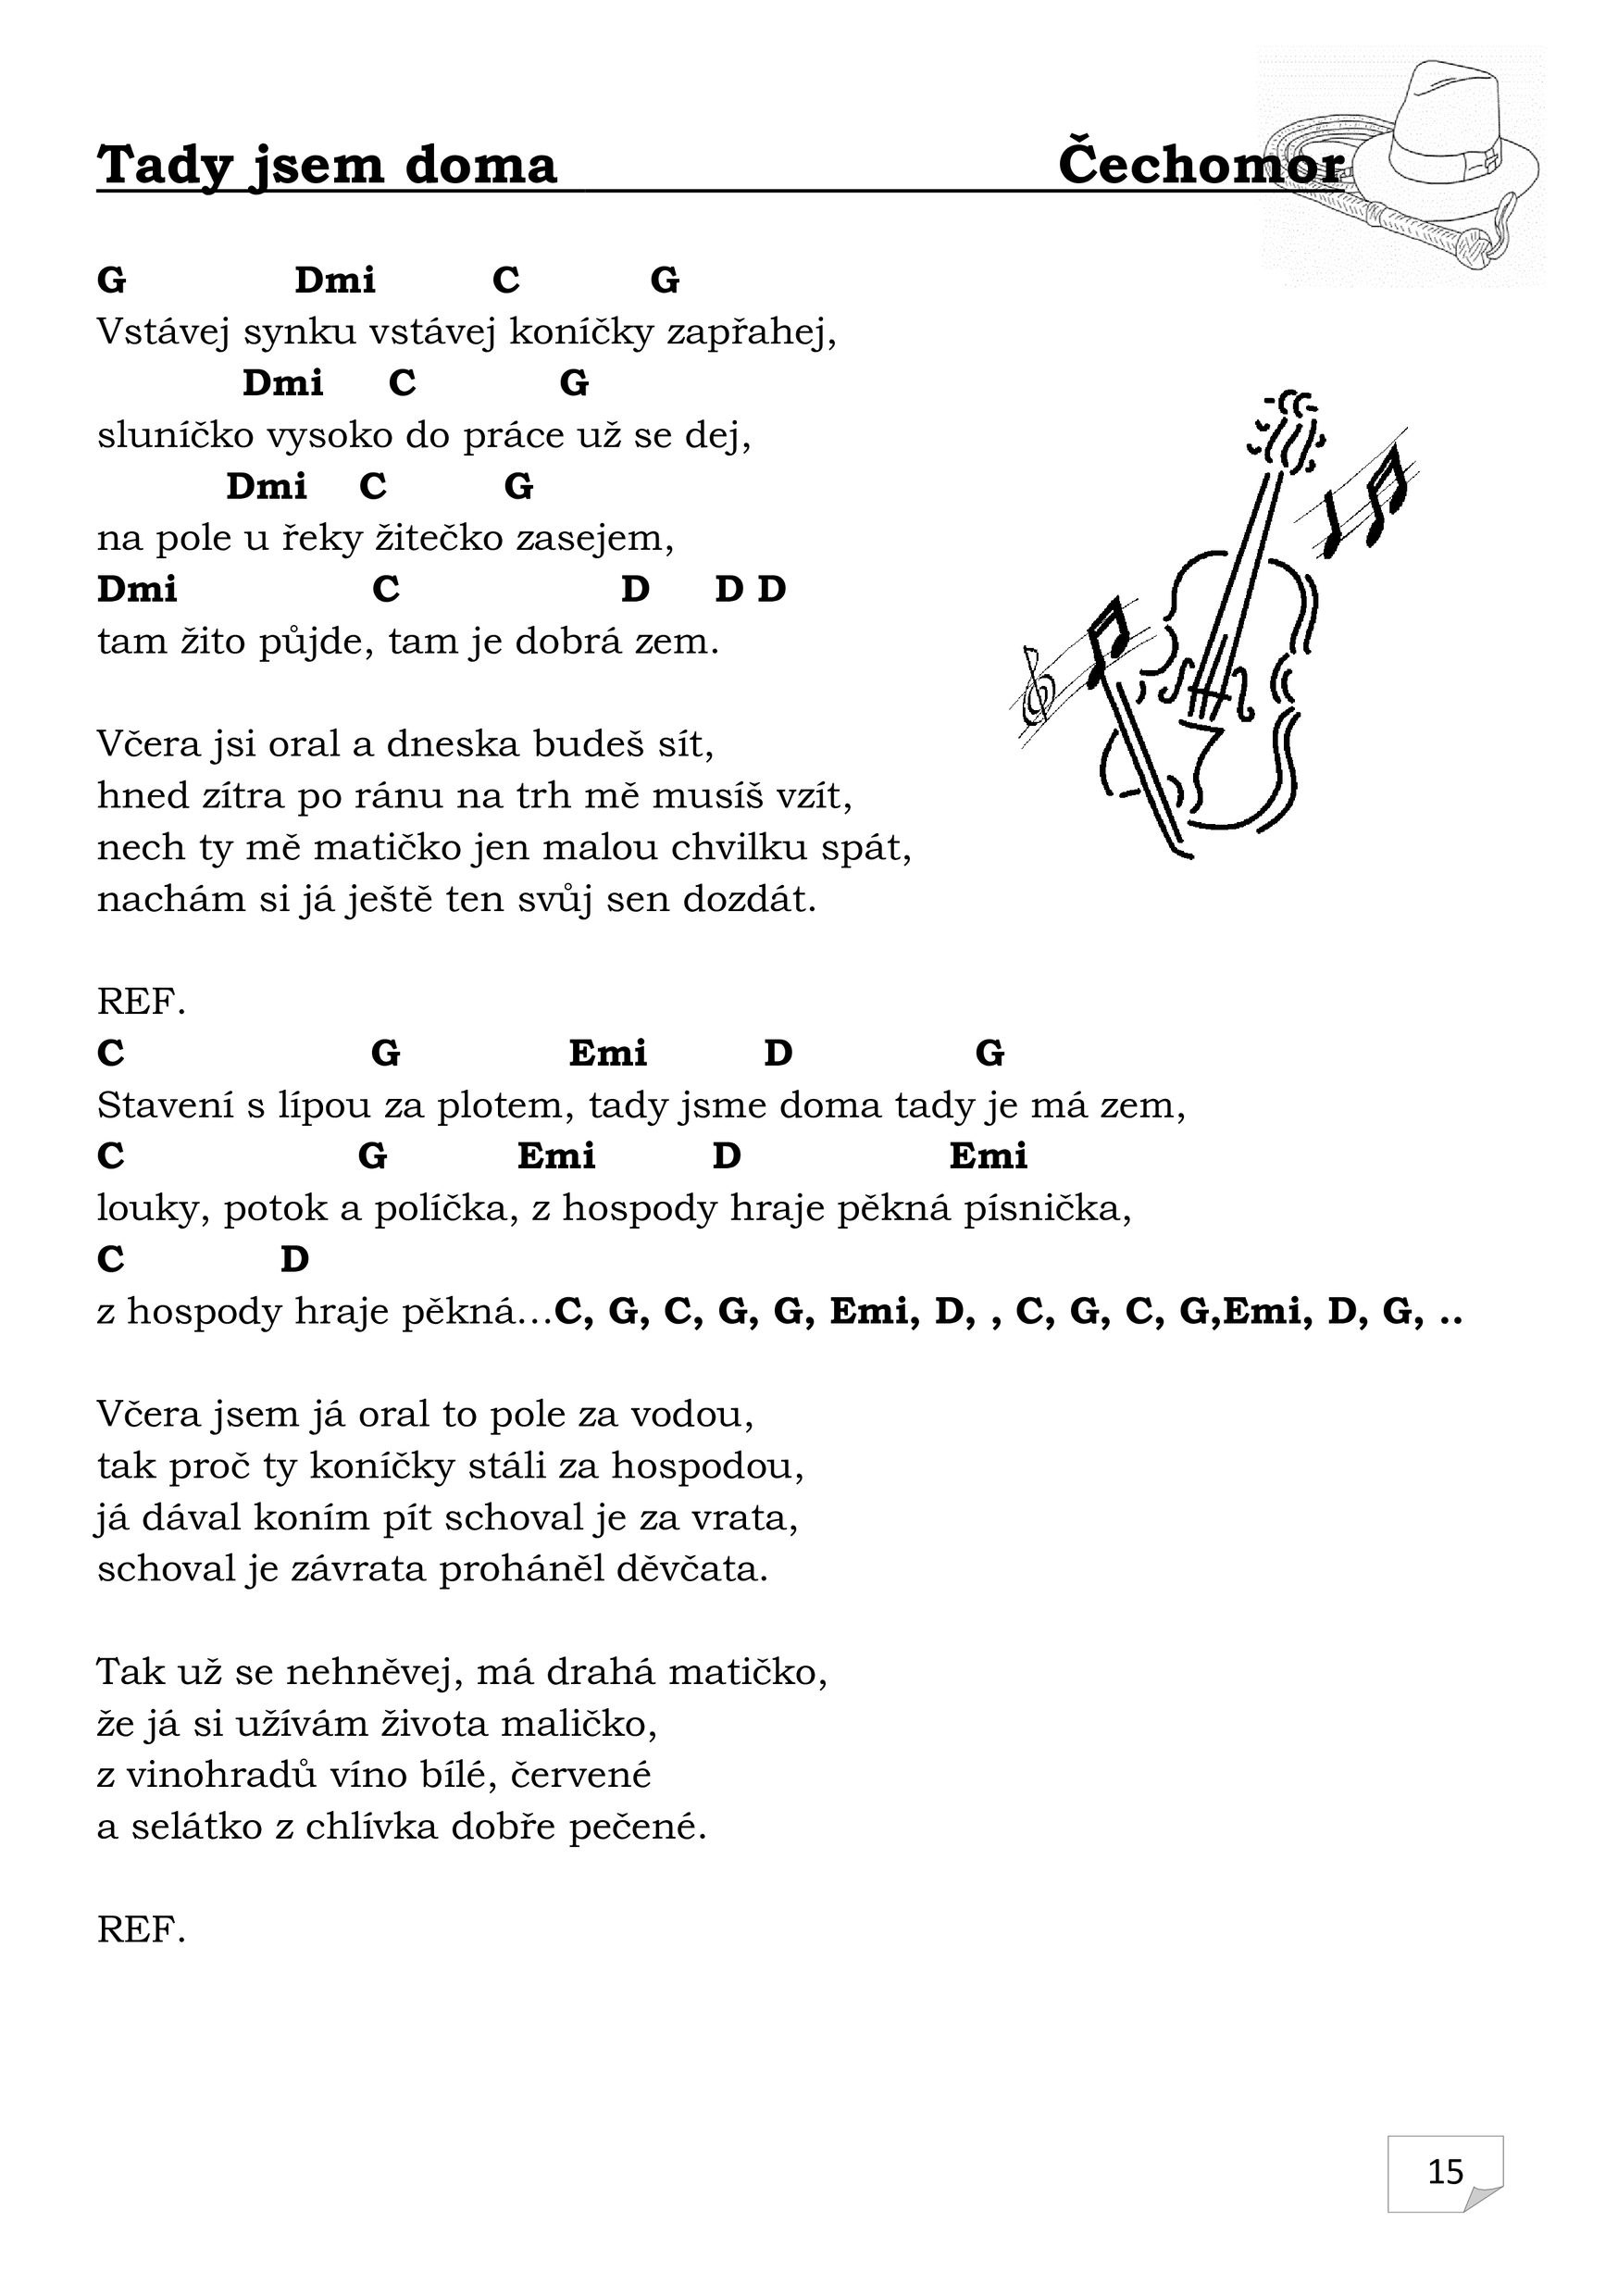 Tady jsem doma Čechomor
G Dmi C G
Vstávej synku vstávej koníčky zapřahej,
Dmi C G
sluníčko vysoko do práce už se dej,
Dmi C G
na pole u řeky žitečko zasejem,
Dmi C D D D
tam žito půjde, tam je dobrá zem.
Včera jsi oral a dneska budeš sít,
hned zítra po ránu na trh mě musíš vzít,
nech ty mě matičko jen malou chvilku spát,
nachám si já ještě ten svůj sen dozdát.
REF.
C G Emi D G
Stavení s lípou za plotem, tady jsme doma tady je má zem,
C G Emi D Emi
louky, potok a políčka, z hospody hraje pěkná písnička,
C D
z hospody hraje pěkná...C, G, C, G, G, Emi, D, , C, G, C, G,Emi, D, G, ..
Včera jsem já oral to pole za vodou,
tak proč ty koníčky stáli za hospodou,
já dával koním pít schoval je za vrata,
schoval je závrata proháněl děvčata.
Tak už se nehněvej, má drahá matičko,
že já si užívám života maličko,
z vinohradů víno bílé, červené
a selátko z chlívka dobře pečené.
REF.
15